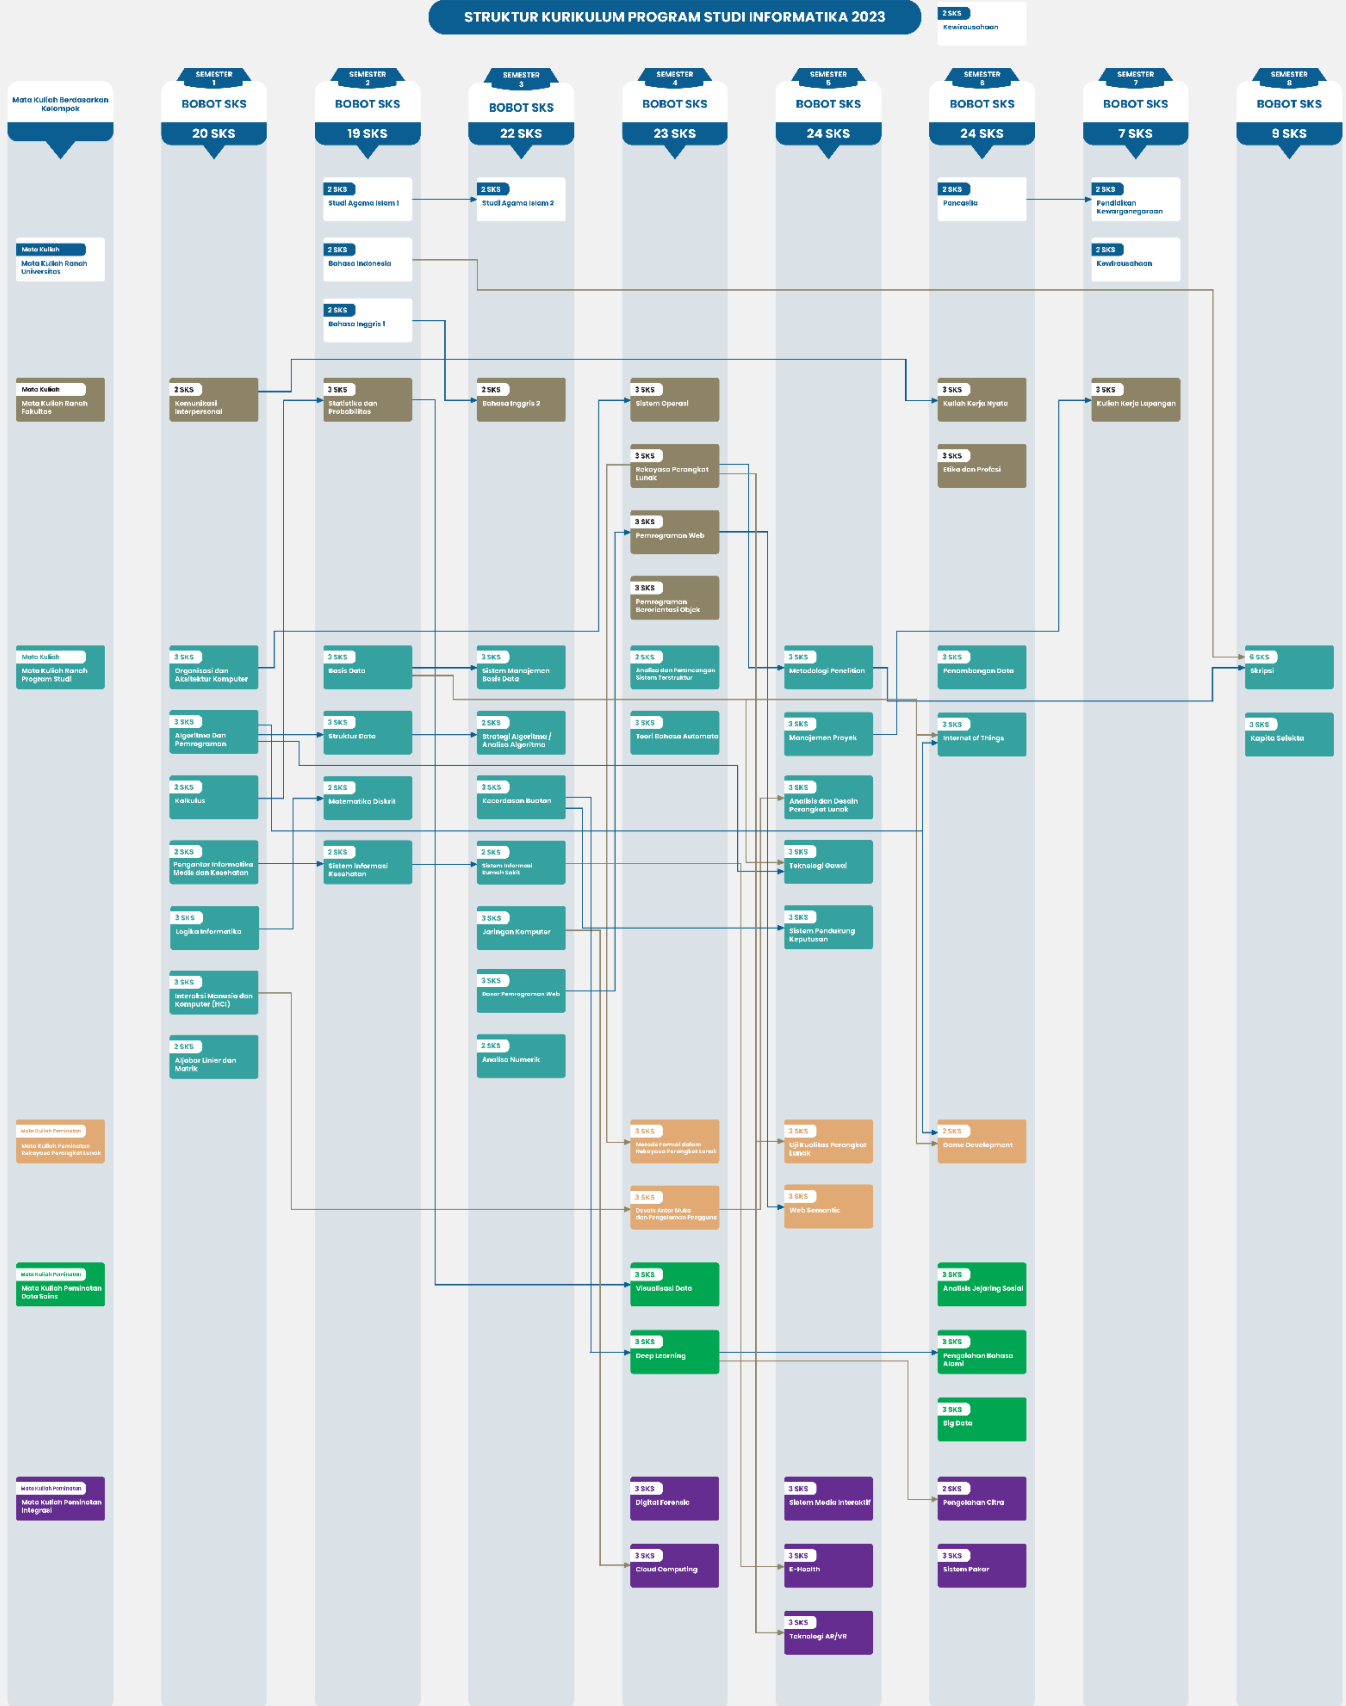 STRUKTUR KURIKULUM PROGRAM STUDI INFORMATIKA 2023
2 SKS
Kewirausahaan
Mata Kuliah Berdasarkan
Kelompok
SEMESTER
1
BOBOT SKS
20 SKS
SEMESTER
2
BOBOT SKS
19 SKS
SEMESTER
3
BOBOT SKS
22 SKS
SEMESTER
4
BOBOT SKS
23 SKS
SEMESTER
5
BOBOT SKS
24 SKS
SEMESTER
6
BOBOT SKS
24 SKS
SEMESTER
7
BOBOT SKS
7 SKS
SEMESTER
8
BOBOT SKS
9 SKS
2 SKS
Studi Agama Islam 1
2 SKS
Studi Agama Islam 2
2 SKS
Pancasila
2 SKS
Pendidikan
Kewarganegaraan
Mata Kuliah
Mata Kuliah Ranah
Universitas
2 SKS
Bahasa Indonesia
2 SKS
Kewirausahaan
2 SKS
Bahasa Inggris 1
Mata Kuliah
Mata Kuliah Ranah
Fakultas
2 SKS
Komunikasi
Interpersonal
3 SKS
Statistika dan
Probabilitas
2 SKS
Bahasa Inggris 2
3 SKS
Sistem Operasi
3 SKS
Kuliah Kerja Nyata
3 SKS
Kuliah Kerja Lapangan
3 SKS
Rekayasa Perangkat
Lunak
3 SKS
Etika dan Profesi
3 SKS
Pemrograman Web
3 SKS
Pemrograman
Berorientasi Objek
Mata Kuliah
Mata Kuliah Ranah
Program Studi
3 SKS
Organisasi dan
Aksitektur Komputer
3 SKS
Basis Data
3 SKS
Sistem Manajemen
Basis Data
2 SKS
Analisa dan Perancangan
Sistem Terstruktur
3 SKS
Metodologi Penelitian
3 SKS
Penambangan Data
6 SKS
Skripsi
3 SKS
Algoritma Dan
Pemrograman
3 SKS
Struktur Data
2 SKS
Strategi Algoritma /
Analisa Algoritma
3 SKS
Teori Bahasa Automata
3 SKS
Manajemen Proyek
3 SKS
Internet of Things
3 SKS
Kapita Selekta
2 SKS
Kalkulus
2 SKS
Matematika Diskrit
3 SKS
Kecerdasan Buatan
3 SKS
Analisis dan Desain
Perangkat Lunak
2 SKS
Pengantar Informatika
Medis dan Kesehatan
2 SKS
Sistem Informasi
Kesehatan
2 SKS
Sistem Informasi
Rumah Sakit
3 SKS
Teknologi Gawai
3 SKS
Logika Informatika
3 SKS
Jaringan Komputer
3 SKS
Sistem Pendukung
Keputusan
3 SKS
Interaksi Manusia dan
Komputer (HCI)
3 SKS
Dasar Pemrograman Web
2 SKS
Aljabar Linier dan
Matrik
2 SKS
Analisa Numerik
Mata Kuliah Peminatan
Mata Kuliah Peminatan
Rekayasa Perangkat Lunak
3 SKS
Metode Formal dalam
Rekayasa Perangkat Lunak
3 SKS
Uji Kualitas Perangkat
Lunak
2 SKS
Game Development
3 SKS
Desain Antar Muka
dan Pengalaman Pengguna
3 SKS
Web Semantic
Mata Kuliah Peminatan
Mata Kuliah Peminatan
Data Sains
3 SKS
Visualisasi Data
3 SKS
Analisis Jejaring Sosial
3 SKS
Deep Learning
3 SKS
Pengolahan Bahasa
Alami
3 SKS
Big Data
Mata Kuliah Peminatan
Mata Kuliah Peminatan
Integrasi
3 SKS
Digital Forensic
3 SKS
Sistem Media Interaktif
2 SKS
Pengolahan Citra
3 SKS
Cloud Computing
3 SKS
E-Health
3 SKS
Sistem Pakar
3 SKS
Teknologi AR/VR